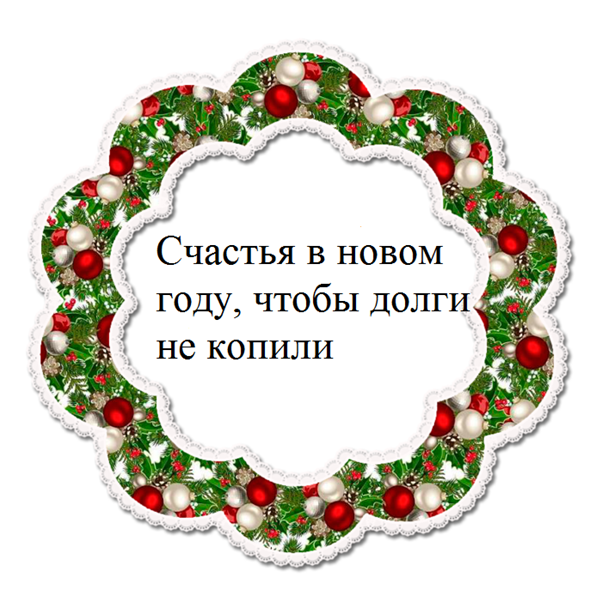 Счастья в новом
году, чтобы долги
не копили